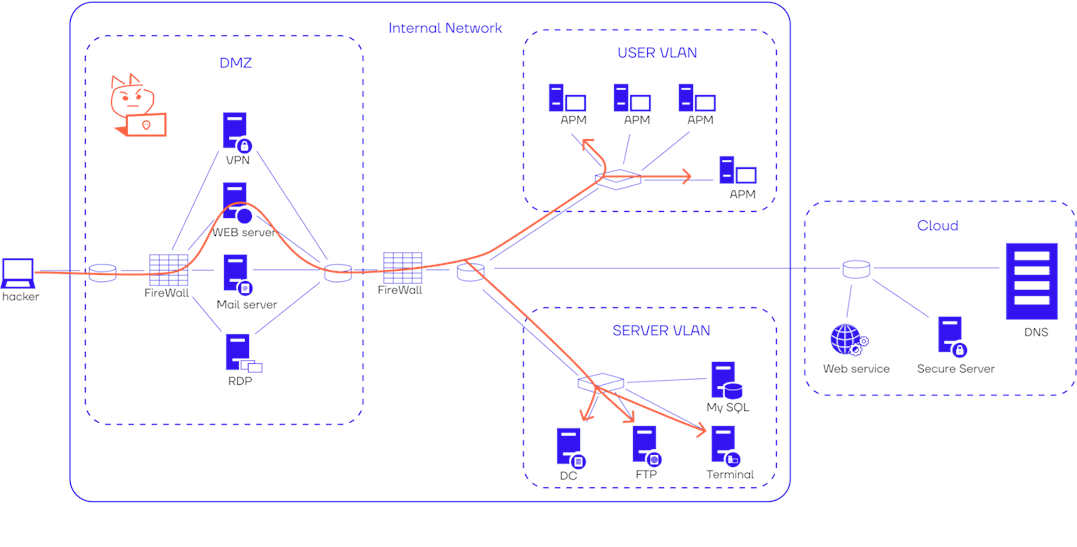 Internal Network
DMZ
USER VLAN
APM
APM
APM
APM
VPN
WEB server
FireWall
Mail server
RDP
hacker
FireWall
SERVER VLAN
My SQL
DC
FTP
Terminal
Cloud
Web service
Secure Server
DNS